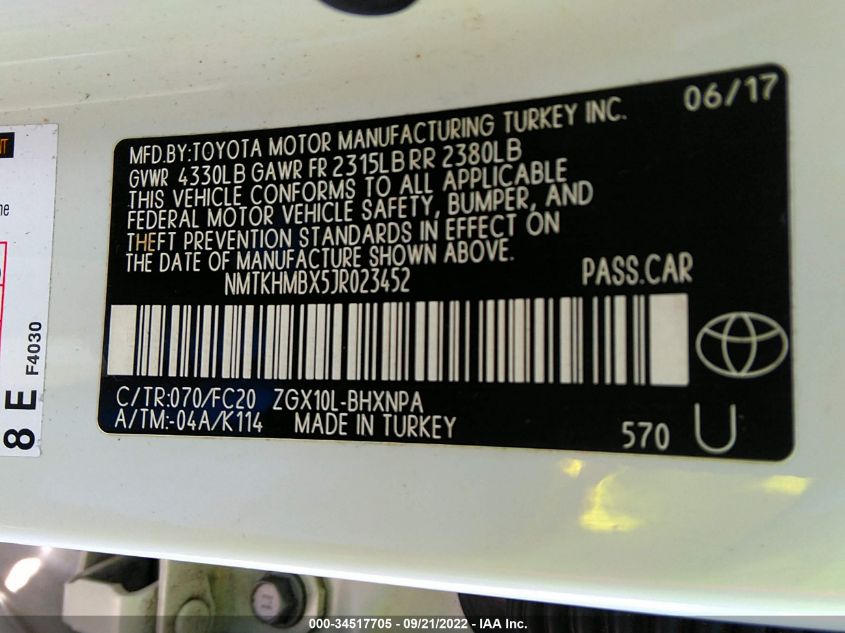 06/17
MFD.BY:TOYOTA MOTOR MANUFACTURING TURKEY INC.
GVWR 4330LB GAWR FR 2315LB RR 2380LB
THIS VEHICLE CONFORMS TO ALL APPLICABLE
FEDERAL MOTOR VEHICLE SAFETY, BUMPER, AND
THEFT PREVENTION STANDARDS IN EFFECT ON
THE DATE OF MANUFACTURE SHOWN ABOVE.
NMTKHMBX5JR023452 PASS.CAR
C/TR:070/FC20 ZGX10L-BHXNPA
A/TM:-04A/K114 MADE IN TURKEY 570 U
8 E F4030
000-34517705 - 09/21/2022 - IAA Inc.